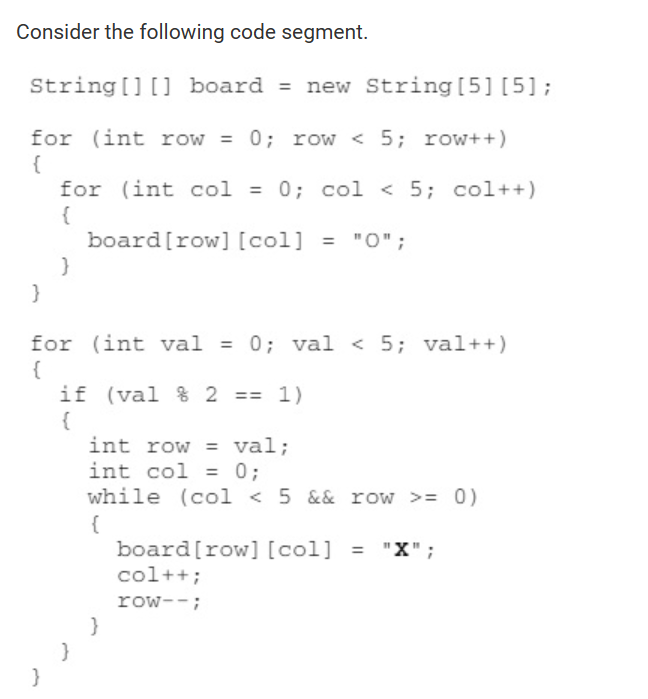 Consider the following code segment.
String[][] board = new String[5][5];
for (int row = 0; row < 5; row++)
{
for (int col = 0; col < 5; col++)
{
board[row][col] = "O";
}
}
for (int val = 0; val < 5; val++)
{
if (val % 2 == 1)
{
int row = val;
int col = 0;
while (col < 5 && row >= 0)
{
board[row][col] = "X";
col++;
row--;
}
}
}